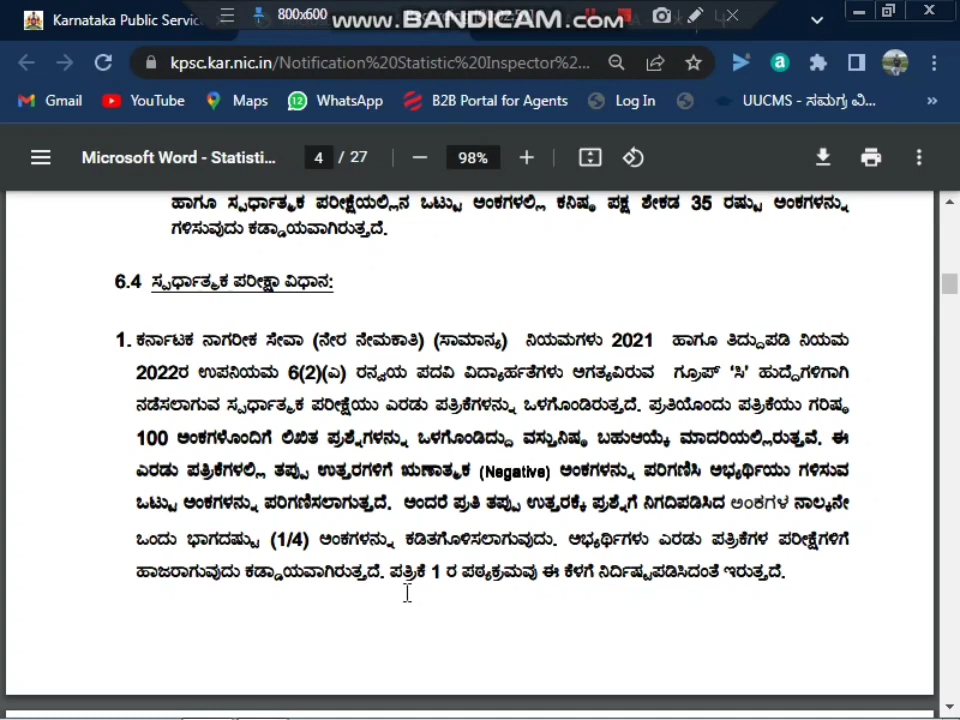 Karnataka Public Servic
800x600
www.BANDICAM.com
kpsc.kar.nic.in/Notification%20Statistic%20Inspector%2...
Gmail YouTube Maps WhatsApp B2B Portal for Agents Log In UUCMS - ಸಮಗ್ರ ವಿ... »
Microsoft Word - Statisti... 4 / 27 — 98% +
ಹಾಗೂ ಸ್ಪರ್ಧಾತ್ಮಕ ಪರೀಕ್ಷೆಯಲ್ಲಿನ ಒಟ್ಟು ಅಂಕಗಳಲ್ಲಿ ಕನಿಷ್ಠ ಪಕ್ಷ ಶೇಕಡ 35 ರಷ್ಟು ಅಂಕಗಳನ್ನು
ಗಳಿಸುವುದು ಕಡ್ಡಾಯವಾಗಿರುತ್ತದೆ.
6.4 ಸ್ಪರ್ಧಾತ್ಮಕ ಪರೀಕ್ಷಾ ವಿಧಾನ:
1. ಕರ್ನಾಟಕ ನಾಗರೀಕ ಸೇವಾ (ನೇರ ನೇಮಕಾತಿ) (ಸಾಮಾನ್ಯ) ನಿಯಮಗಳು 2021 ಹಾಗೂ ತಿದ್ದುಪಡಿ ನಿಯಮ
2022ರ ಉಪನಿಯಮ 6(2)(ಎ) ರನ್ವಯ ಪದವಿ ವಿದ್ಯಾರ್ಹತೆಗಳು ಅಗತ್ಯವಿರುವ ಗ್ರೂಪ್ 'ಸಿ' ಹುದ್ದೆಗಳಿಗಾಗಿ
ನಡೆಸಲಾಗುವ ಸ್ಪರ್ಧಾತ್ಮಕ ಪರೀಕ್ಷೆಯು ಎರಡು ಪತ್ರಿಕೆಗಳನ್ನು ಒಳಗೊಂಡಿರುತ್ತದೆ. ಪ್ರತಿಯೊಂದು ಪತ್ರಿಕೆಯು ಗರಿಷ್ಠ
100 ಅಂಕಗಳೊಂದಿಗೆ ಲಿಖಿತ ಪ್ರಶ್ನೆಗಳನ್ನು ಒಳಗೊಂಡಿದ್ದು ವಸ್ತುನಿಷ್ಠ ಬಹುಆಯ್ಕೆ ಮಾದರಿಯಲ್ಲಿರುತ್ತವೆ. ಈ
ಎರಡು ಪತ್ರಿಕೆಗಳಲ್ಲಿ ತಪ್ಪು ಉತ್ತರಗಳಿಗೆ ಋಣಾತ್ಮಕ (Negative) ಅಂಕಗಳನ್ನು ಪರಿಗಣಿಸಿ ಅಭ್ಯರ್ಥಿಯು ಗಳಿಸುವ
ಒಟ್ಟು ಅಂಕಗಳನ್ನು ಪರಿಗಣಿಸಲಾಗುತ್ತದೆ. ಅಂದರೆ ಪ್ರತಿ ತಪ್ಪು ಉತ್ತರಕ್ಕೆ ಪ್ರಶ್ನೆಗೆ ನಿಗದಿಪಡಿಸಿದ ಅಂಕಗಳ ನಾಲ್ಕನೇ
ಒಂದು ಭಾಗದಷ್ಟು (1/4) ಅಂಕಗಳನ್ನು ಕಡಿತಗೊಳಿಸಲಾಗುವುದು. ಅಭ್ಯರ್ಥಿಗಳು ಎರಡು ಪತ್ರಿಕೆಗಳ ಪರೀಕ್ಷೆಗಳಿಗೆ
ಹಾಜರಾಗುವುದು ಕಡ್ಡಾಯವಾಗಿರುತ್ತದೆ. ಪತ್ರಿಕೆ 1 ರ ಪಠ್ಯಕ್ರಮವು ಈ ಕೆಳಗೆ ನಿರ್ದಿಷ್ಟಪಡಿಸಿದಂತೆ ಇರುತ್ತದೆ.